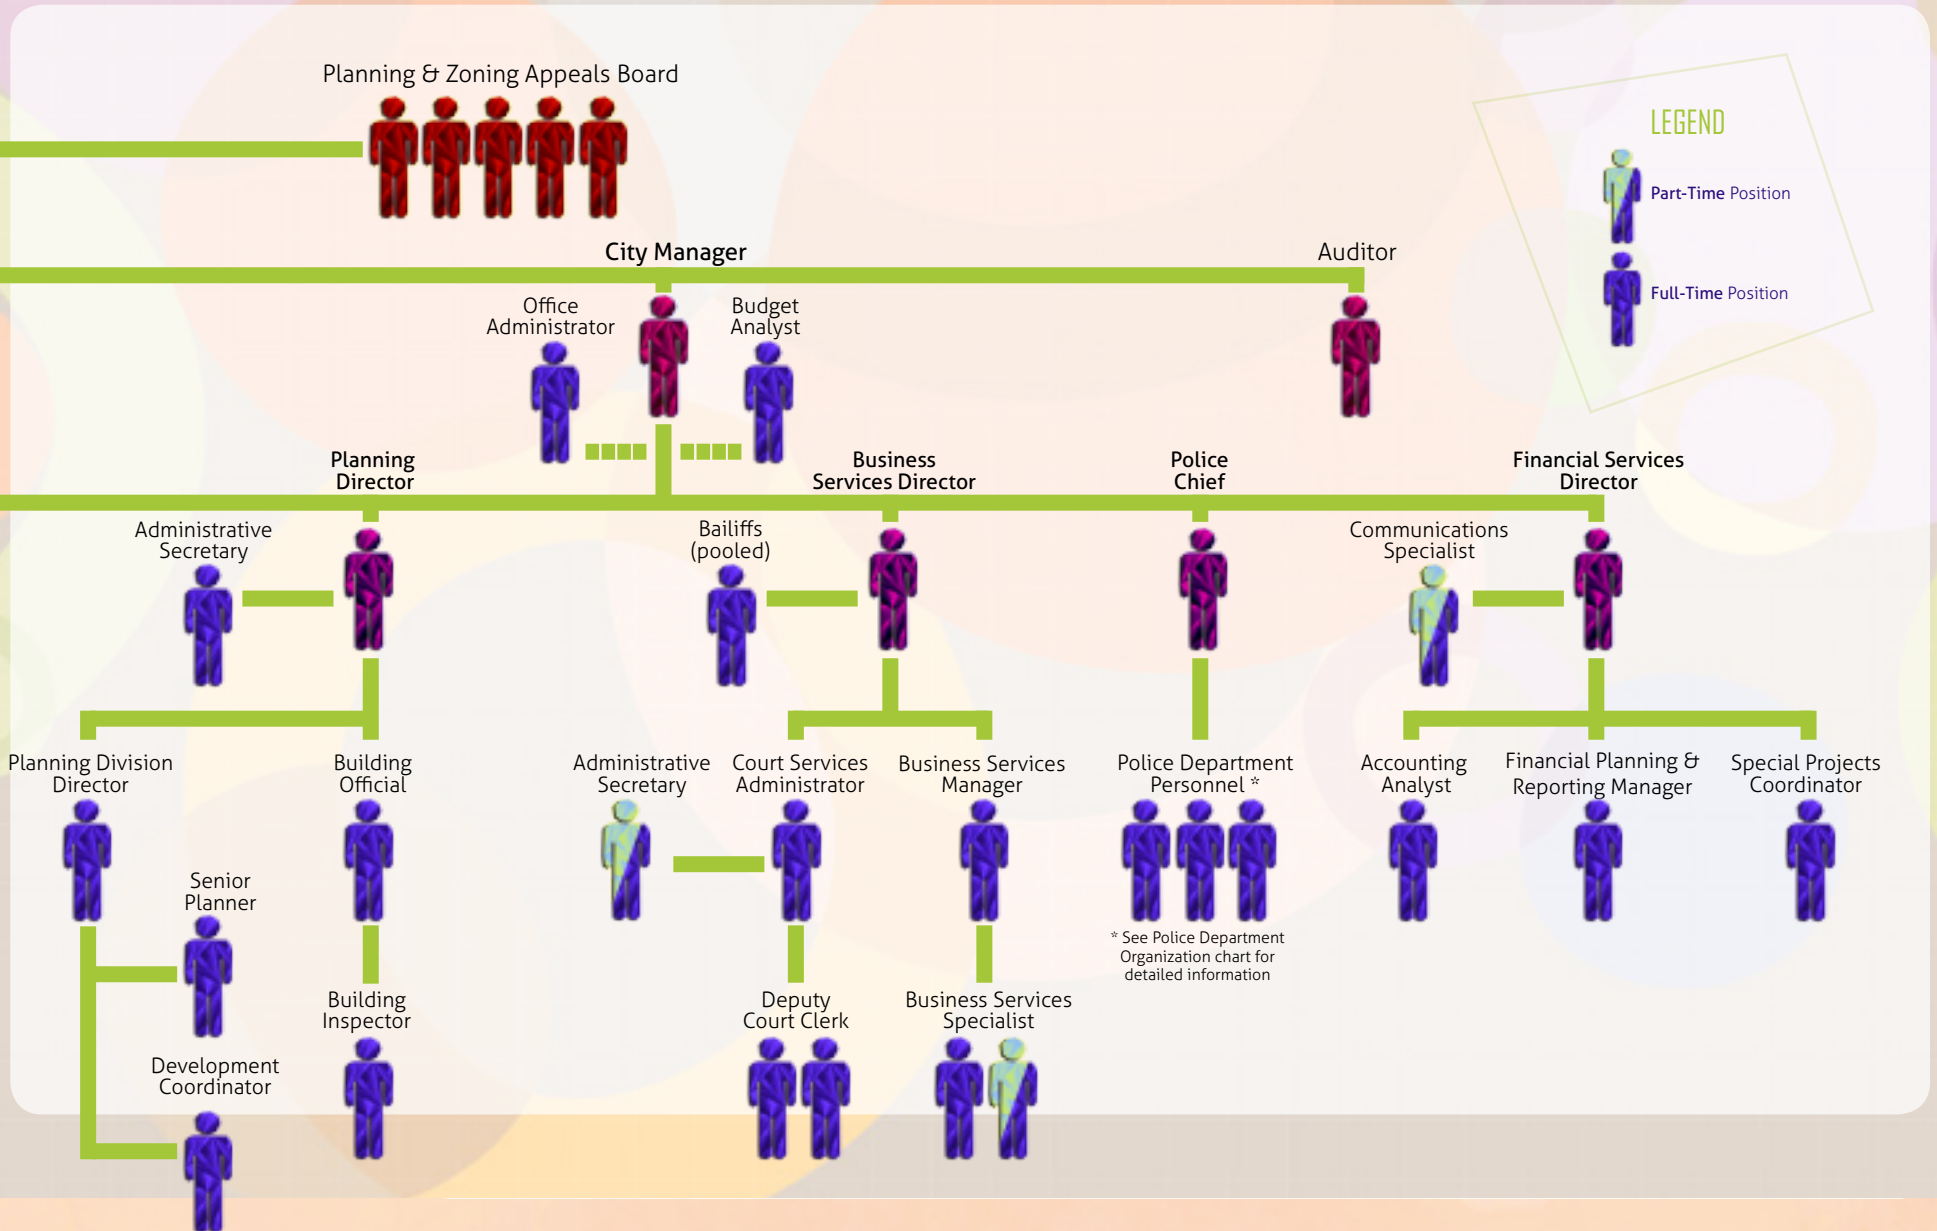 Planning & Zoning Appeals Board
LEGEND
Part-Time Position
Full-Time Position
City Manager
Auditor
Office
Administrator
Budget
Analyst
Planning
Director
Business
Services Director
Police
Chief
Financial Services
Director
Administrative
Secretary
Bailiffs
(pooled)
Communications
Specialist
Planning Division
Director
Building
Official
Administrative
Secretary
Court Services
Administrator
Business Services
Manager
Police Department
Personnel *
Accounting
Analyst
Financial Planning &
Reporting Manager
Special Projects
Coordinator
Senior
Planner
* See Police Department
Organization chart for
detailed information
Building
Inspector
Deputy
Court Clerk
Business Services
Specialist
Development
Coordinator